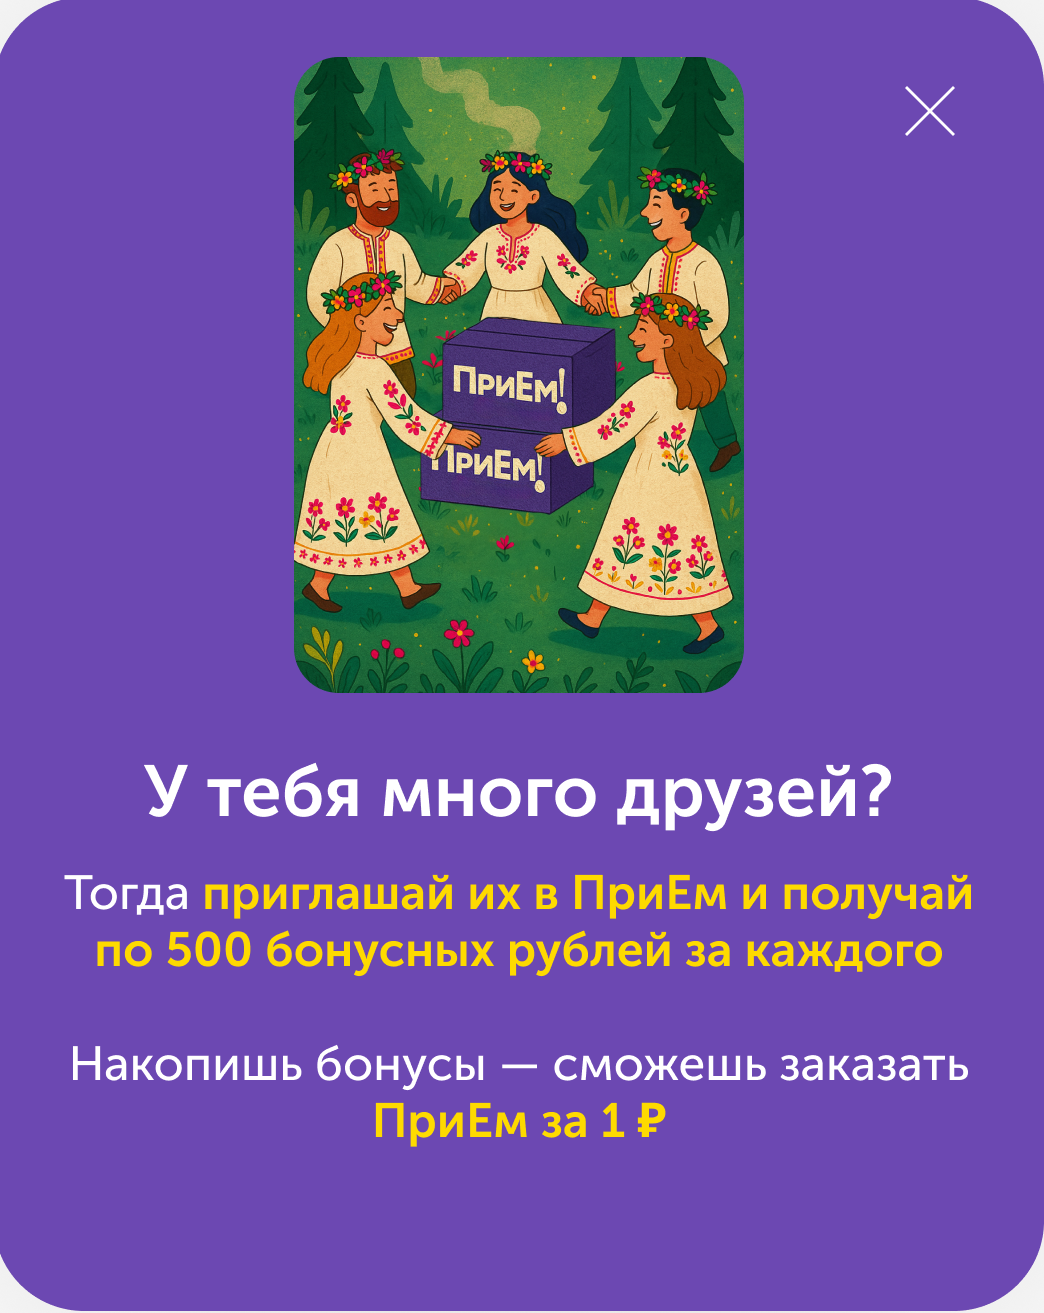 ПриЕм!
ПриЕм!
У тебя много друзей?
Тогда приглашай их в ПриЕм и получай
по 500 бонусных рублей за каждого
Накопишь бонусы — сможешь заказать
ПриЕм за 1 ₽